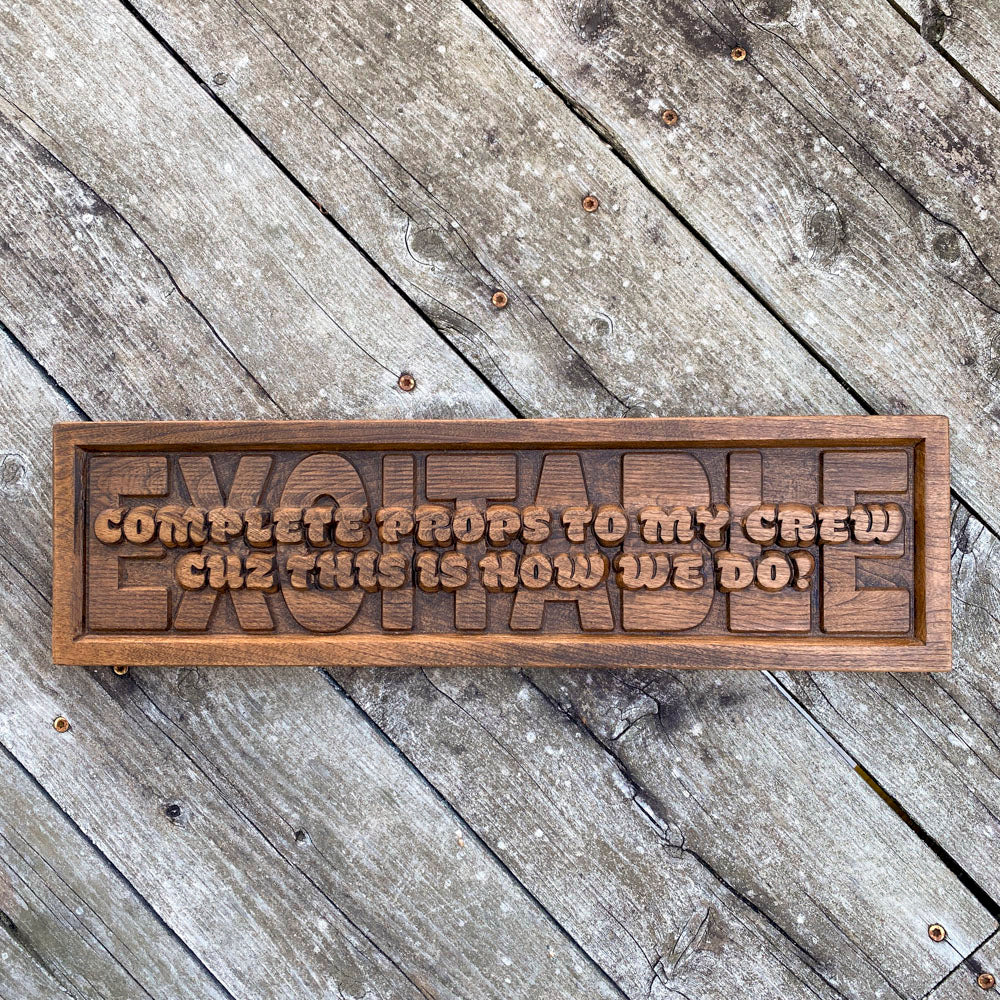 EXCITABLE
COMPLETE PROPS TO MY CREW
CUZ THIS IS HOW WE DO!